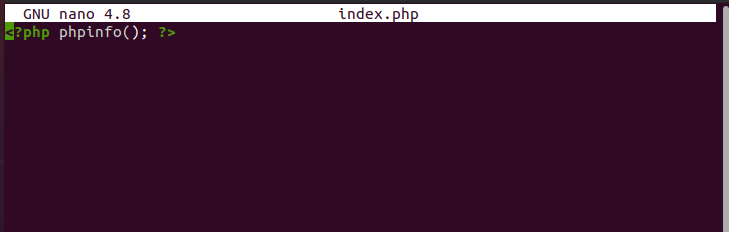 GNU nano 4.8 index.php
<?php phpinfo(); ?>